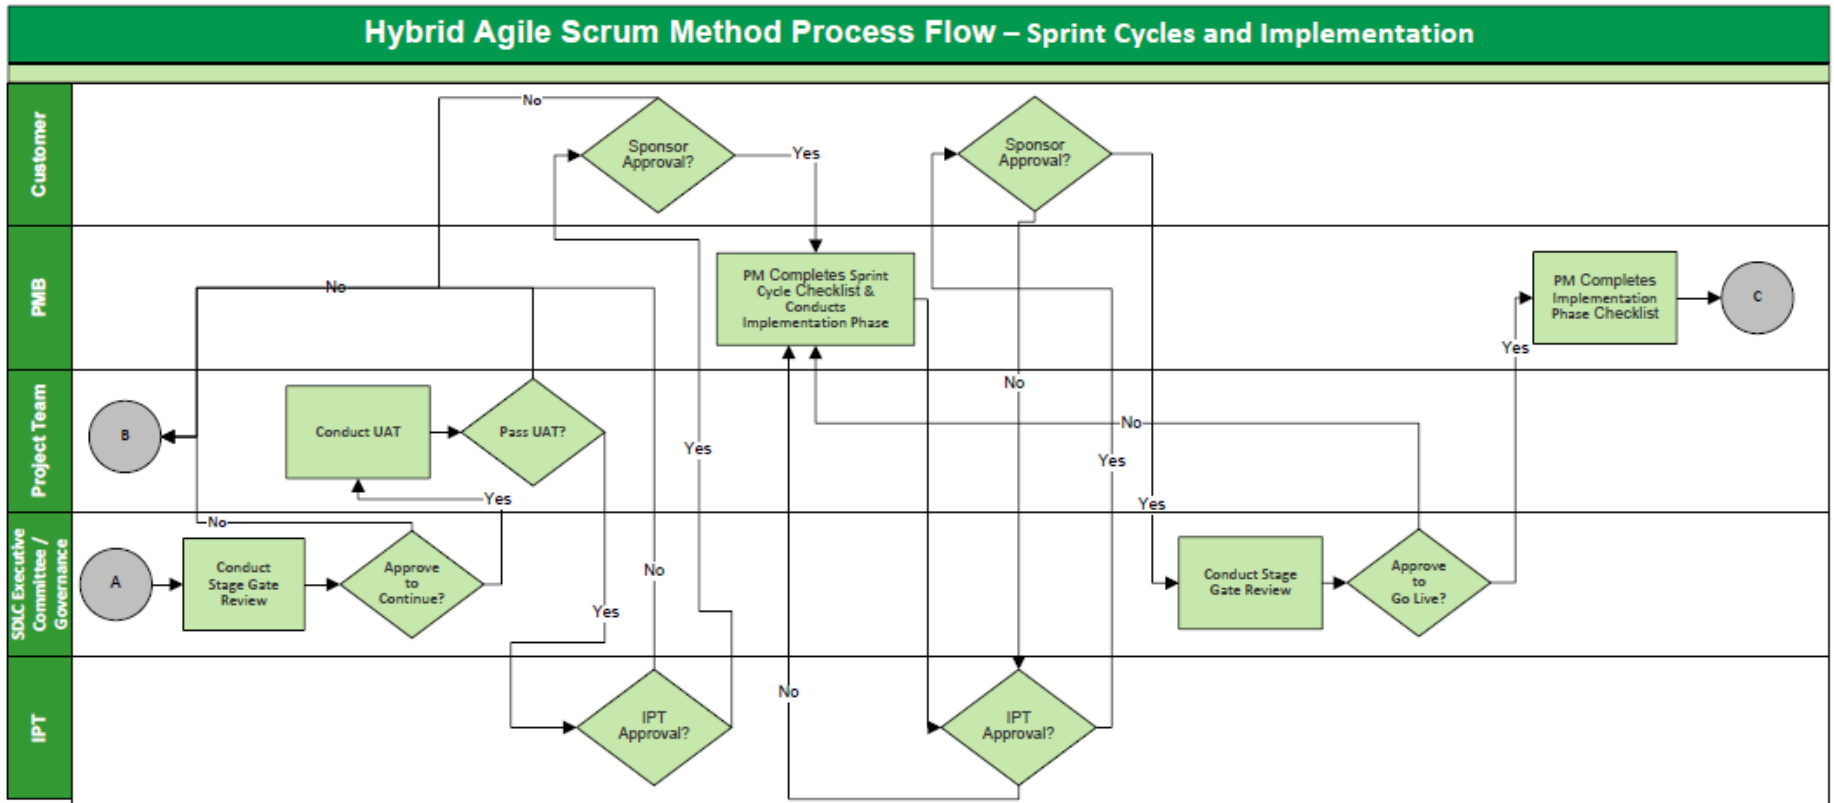 Hybrid Agile Scrum Method Process Flow – Sprint Cycles and Implementation
Customer
No
Sponsor
Approval?
Yes
Sponsor
Approval?
PMB
No
PM Completes Sprint
Cycle Checklist &
Conducts
Implementation Phase
PM Completes
Implementation
Phase Checklist
C
Yes
Project Team
B
Conduct UAT
Pass UAT?
Yes
Yes
No
No
Yes
Yes
SDLC Executive
Committee /
Governance
No
A
Conduct
Stage Gate
Review
Approve
to
Continue?
Yes
No
Conduct Stage
Gate Review
Approve
to
Go Live?
IPT
IPT
Approval?
No
IPT
Approval?